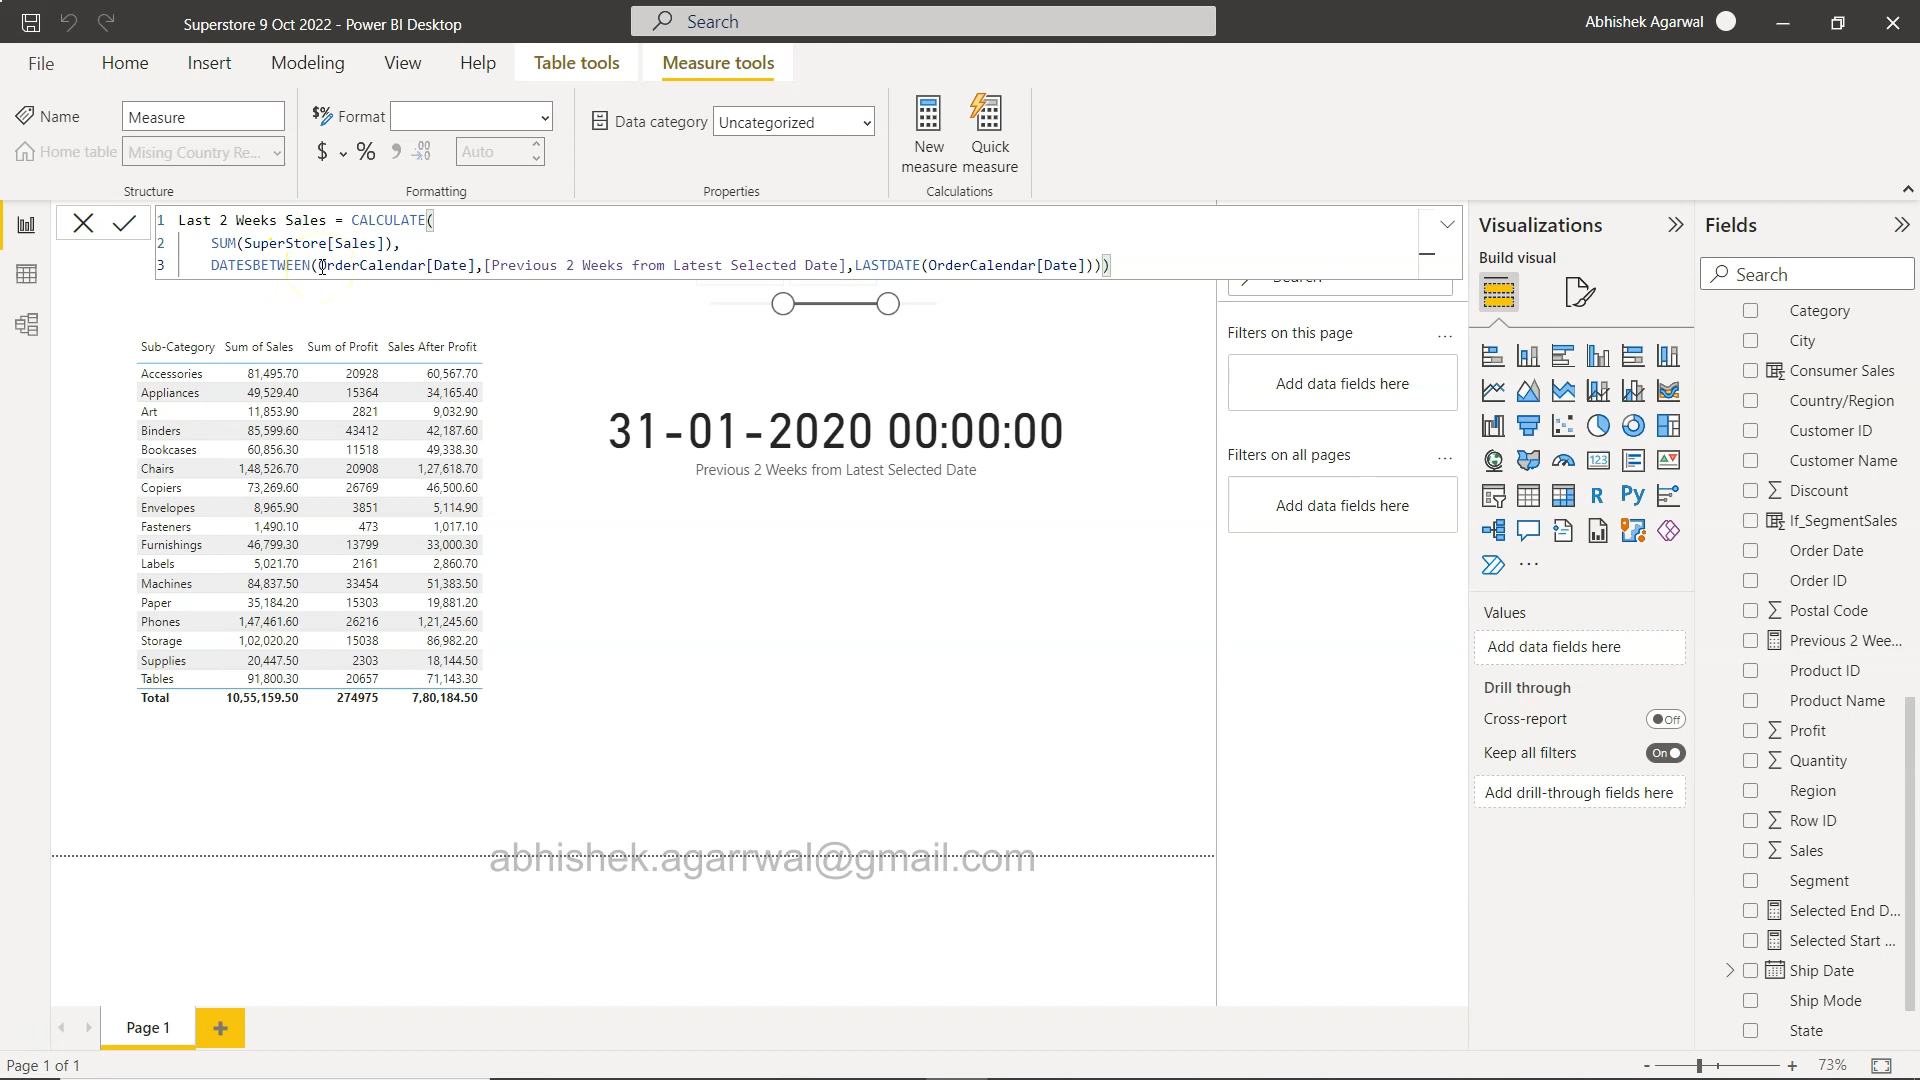 Superstore 9 Oct 2022 - Power BI Desktop
Search
Abhishek Agarwal
File
Home
Insert
Modeling
View
Help
Table tools
Measure tools
Name
Measure
Home table
Mising Country Re...
Structure
Format
$
%
Auto
Formatting
Data category
Uncategorized
Properties
New measure
Quick measure
Calculations
1 Last 2 Weeks Sales = CALCULATE(
2 SUM(SuperStore[Sales]),
3 DATESBETWEEN(OrderCalendar[Date],[Previous 2 Weeks from Latest Selected Date],LASTDATE(OrderCalendar[Date])))
Sub-Category Sum of Sales Sum of Profit Sales After Profit
Accessories 81,495.70 20928 60,567.70
Appliances 49,529.40 15364 34,165.40
Art 11,853.90 2821 9,032.90
Binders 85,599.60 43412 42,187.60
Bookcases 60,856.30 11518 49,338.30
Chairs 1,48,526.70 20908 1,27,618.70
Copiers 73,269.60 26769 46,500.60
Envelopes 8,965.90 3851 5,114.90
Fasteners 1,490.10 473 1,017.10
Furnishings 46,799.30 13799 33,000.30
Labels 5,021.70 2161 2,860.70
Machines 84,837.50 33454 51,383.50
Paper 35,184.20 15303 19,881.20
Phones 1,47,461.60 26216 1,21,245.60
Storage 1,02,020.20 15038 86,982.20
Supplies 20,447.50 2303 18,144.50
Tables 91,800.30 20657 71,143.30
Total 10,55,159.50 274975 7,80,184.50
31-01-2020 00:00:00
Previous 2 Weeks from Latest Selected Date
abhishek.agarrwal@gmail.com
Filters on this page
...
Add data fields here
Filters on all pages
...
Add data fields here
Visualizations
Build visual
123
R
Py
...
Values
Add data fields here
Drill through
Cross-report
Off
Keep all filters
On
Add drill-through fields here
Fields
Search
Category
City
Consumer Sales
Country/Region
Customer ID
Customer Name
Discount
If_SegmentSales
Order Date
Order ID
Postal Code
Previous 2 Wee...
Product ID
Product Name
Profit
Quantity
Region
Row ID
Sales
Segment
Selected End D...
Selected Start ...
Ship Date
Ship Mode
State
Page 1
Page 1 of 1
- + 73%